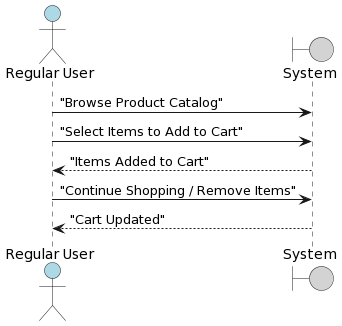 Regular User System
"Browse Product Catalog"
"Select Items to Add to Cart"
"Items Added to Cart"
"Continue Shopping / Remove Items"
"Cart Updated"
Regular User System